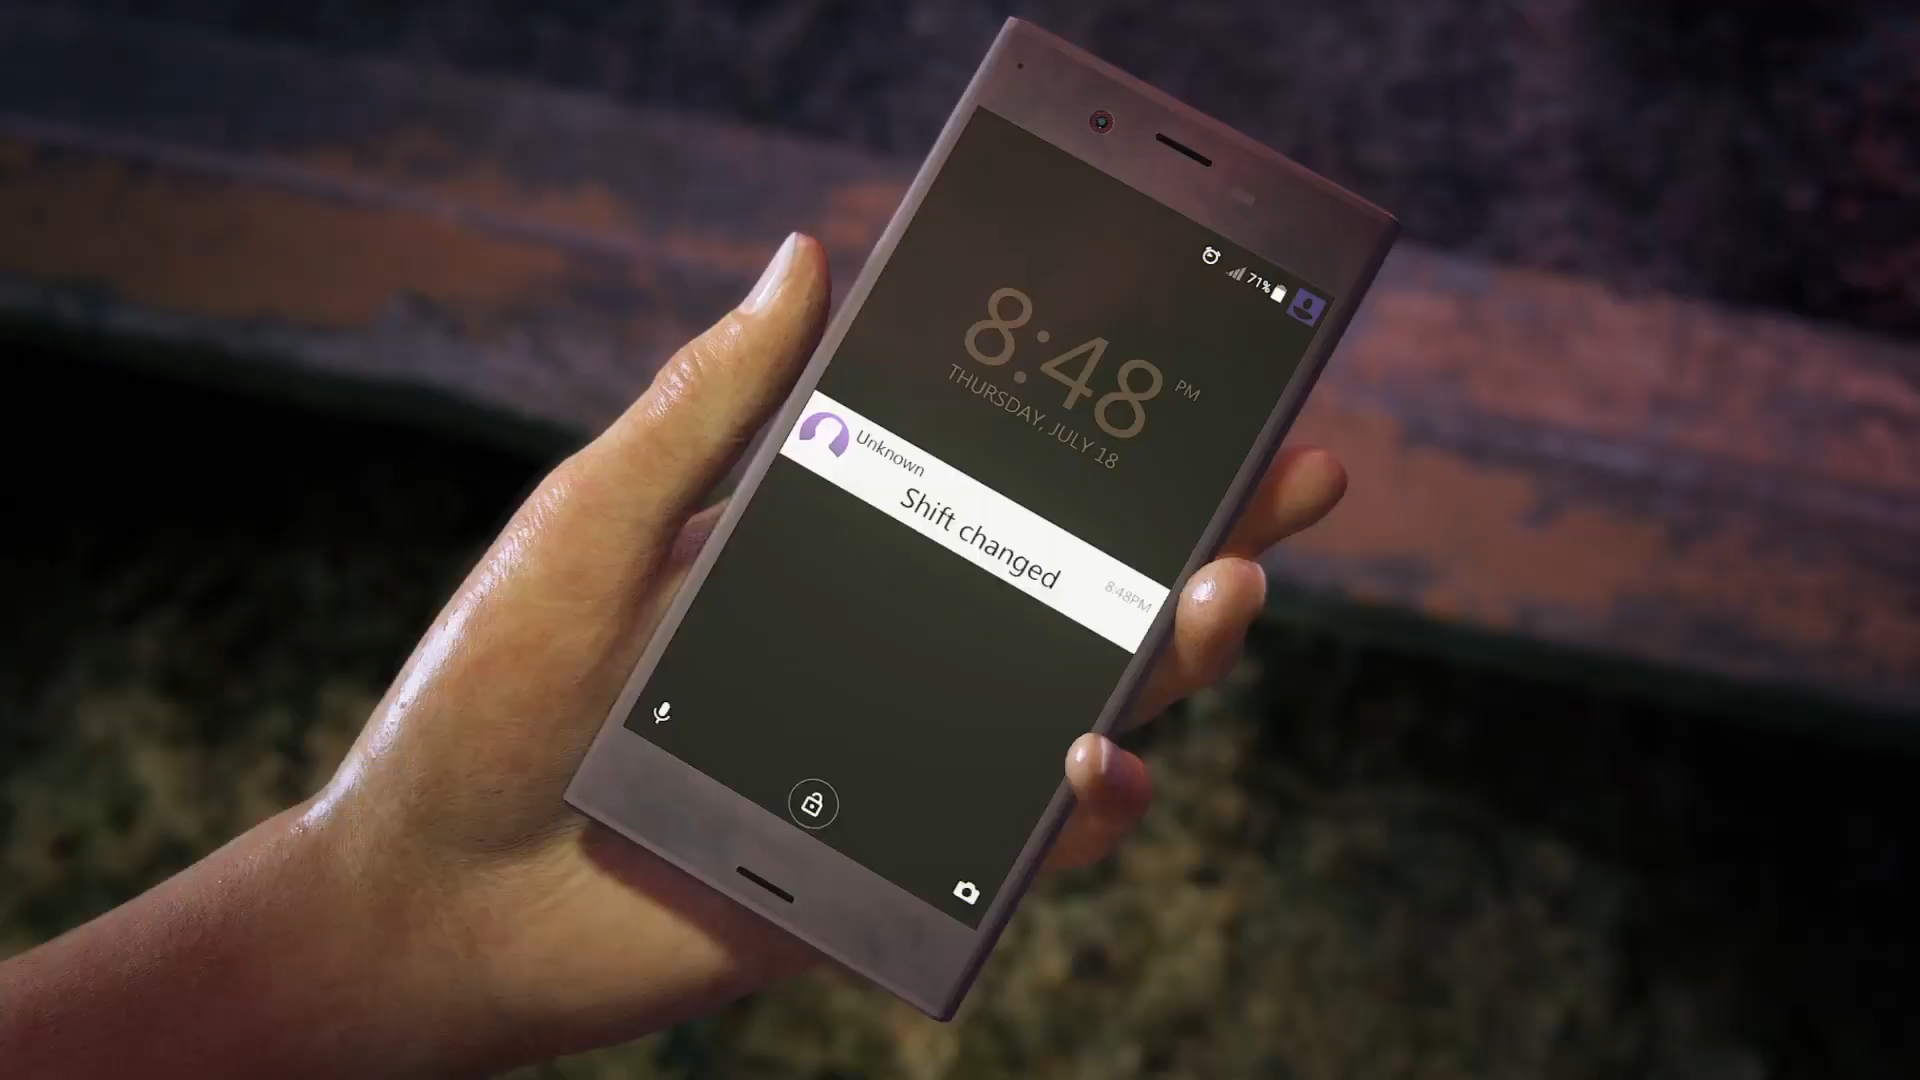 71%
8:48 PM
THURSDAY, JULY 18
Unknown
Shift changed
8:48PM